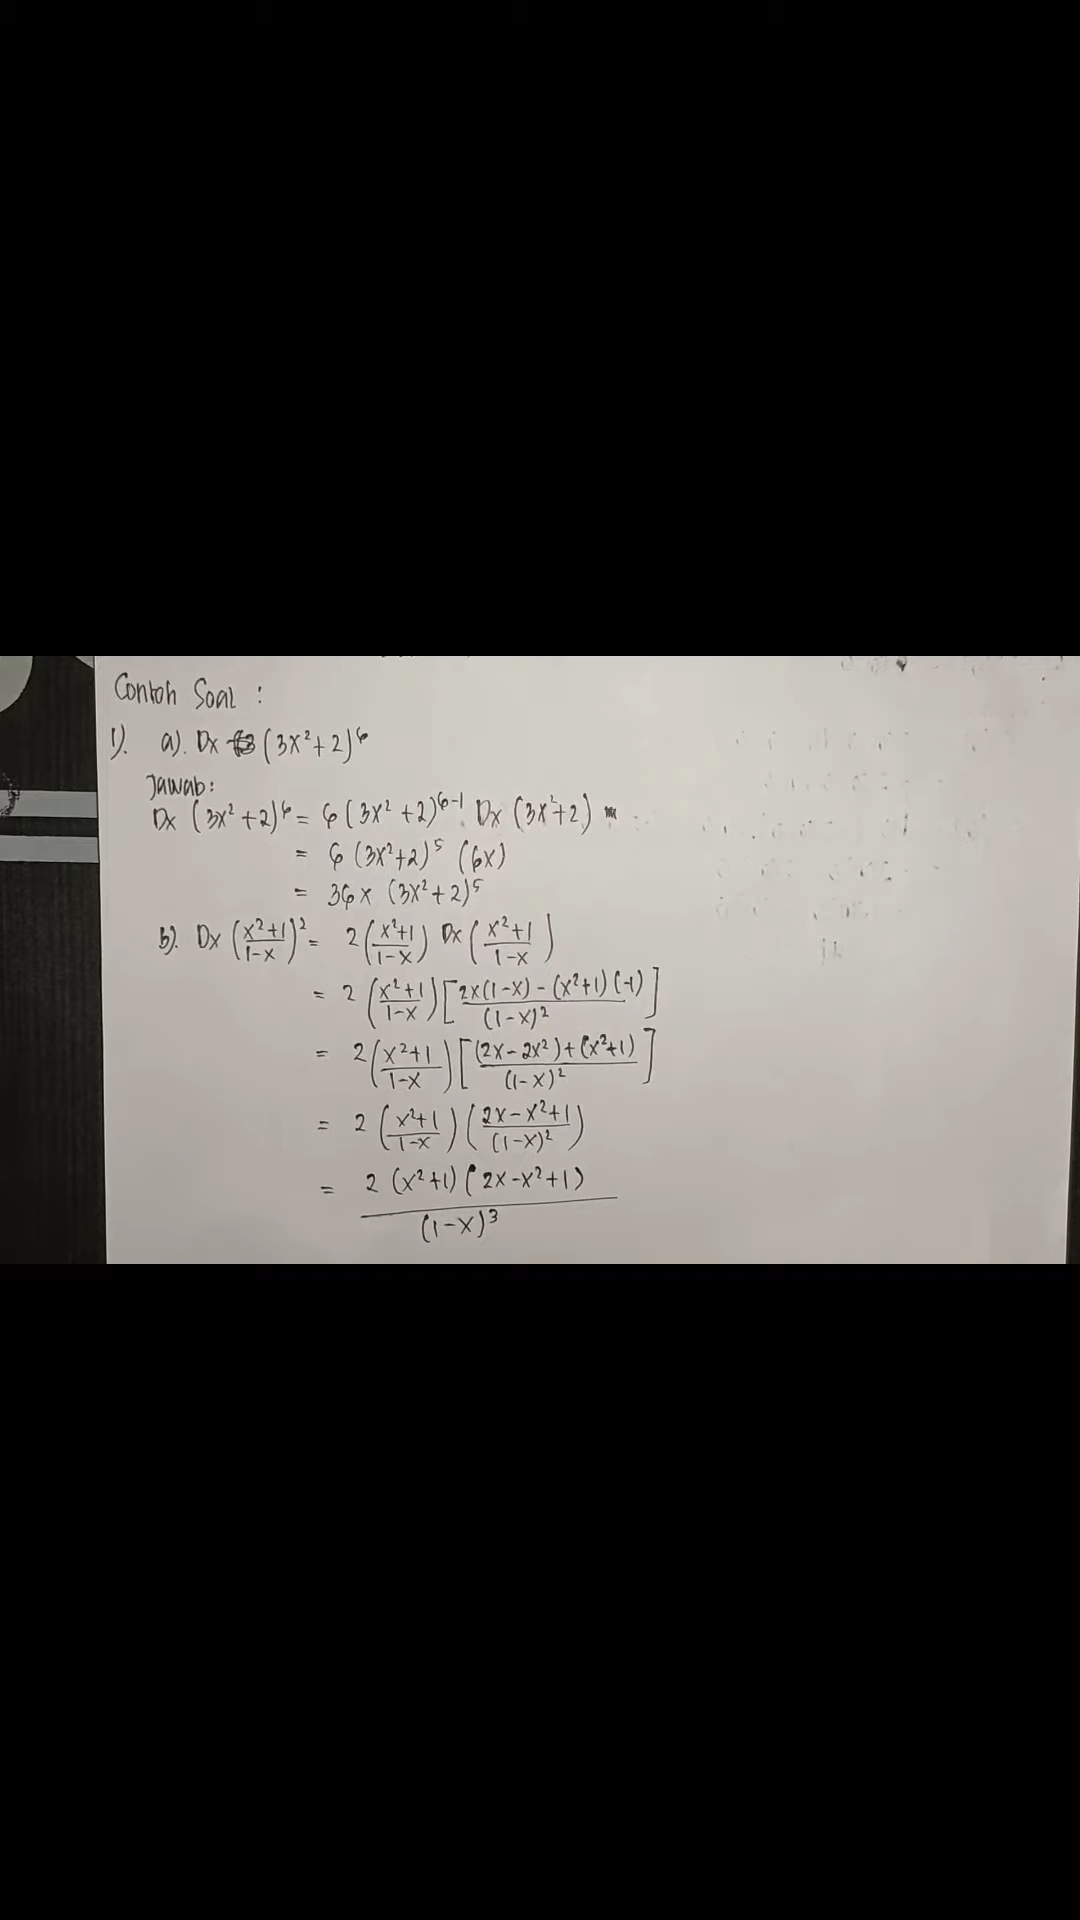 Contoh Soal :
1). a). Dx (3x²+2)⁶
Jawab:
Dx (3x²+2)⁶ = 6 (3x²+2)⁶⁻¹. Dx (3x²+2)
= 6 (3x²+2)⁵ (6x)
= 36x (3x²+2)⁵
b). Dx ((x²+1)/(1-x))² = 2 ((x²+1)/(1-x)) Dx ((x²+1)/(1-x))
= 2 ((x²+1)/(1-x)) [(2x(1-x) - (x²+1)(-1))/(1-x)²]
= 2 ((x²+1)/(1-x)) [((2x-2x²)+(x²+1))/(1-x)²]
= 2 ((x²+1)/(1-x)) ((2x-x²+1)/(1-x)²)
= (2 (x²+1)(2x-x²+1))/(1-x)³